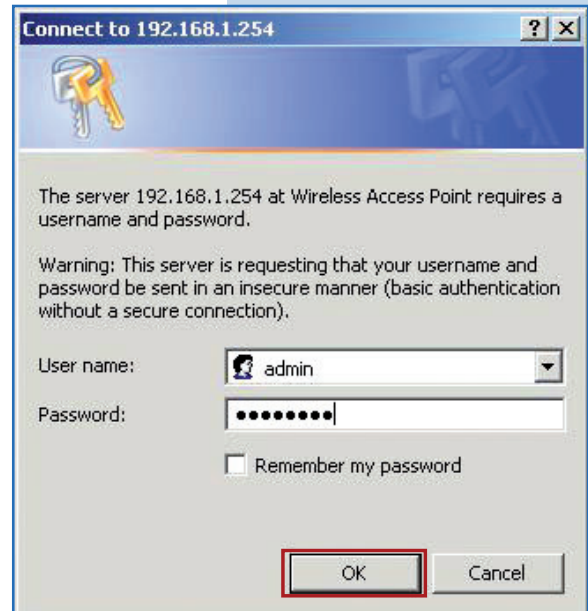 Connect to 192.168.1.254
The server 192.168.1.254 at Wireless Access Point requires a
username and password.
Warning: This server is requesting that your username and
password be sent in an insecure manner (basic authentication
without a secure connection).
User name: admin
Password: ●●●●●●●●
Remember my password
OK Cancel